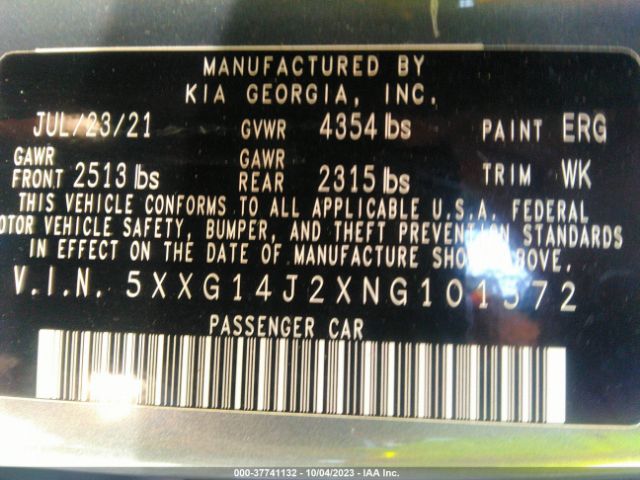 MANUFACTURED BY
KIA GEORGIA, INC.
JUL/23/21 GVWR 4354 lbs PAINT ERG
GAWR FRONT 2513 lbs GAWR REAR 2315 lbs TRIM WK
THIS VEHICLE CONFORMS TO ALL APPLICABLE U.S.A. FEDERAL
MOTOR VEHICLE SAFETY, BUMPER, AND THEFT PREVENTION STANDARDS
IN EFFECT ON THE DATE OF MANUFACTURE SHOWN ABOVE.
V.I.N. 5XXG14J2XNG101572
PASSENGER CAR
000-37741132 - 10/04/2023 - IAA Inc.